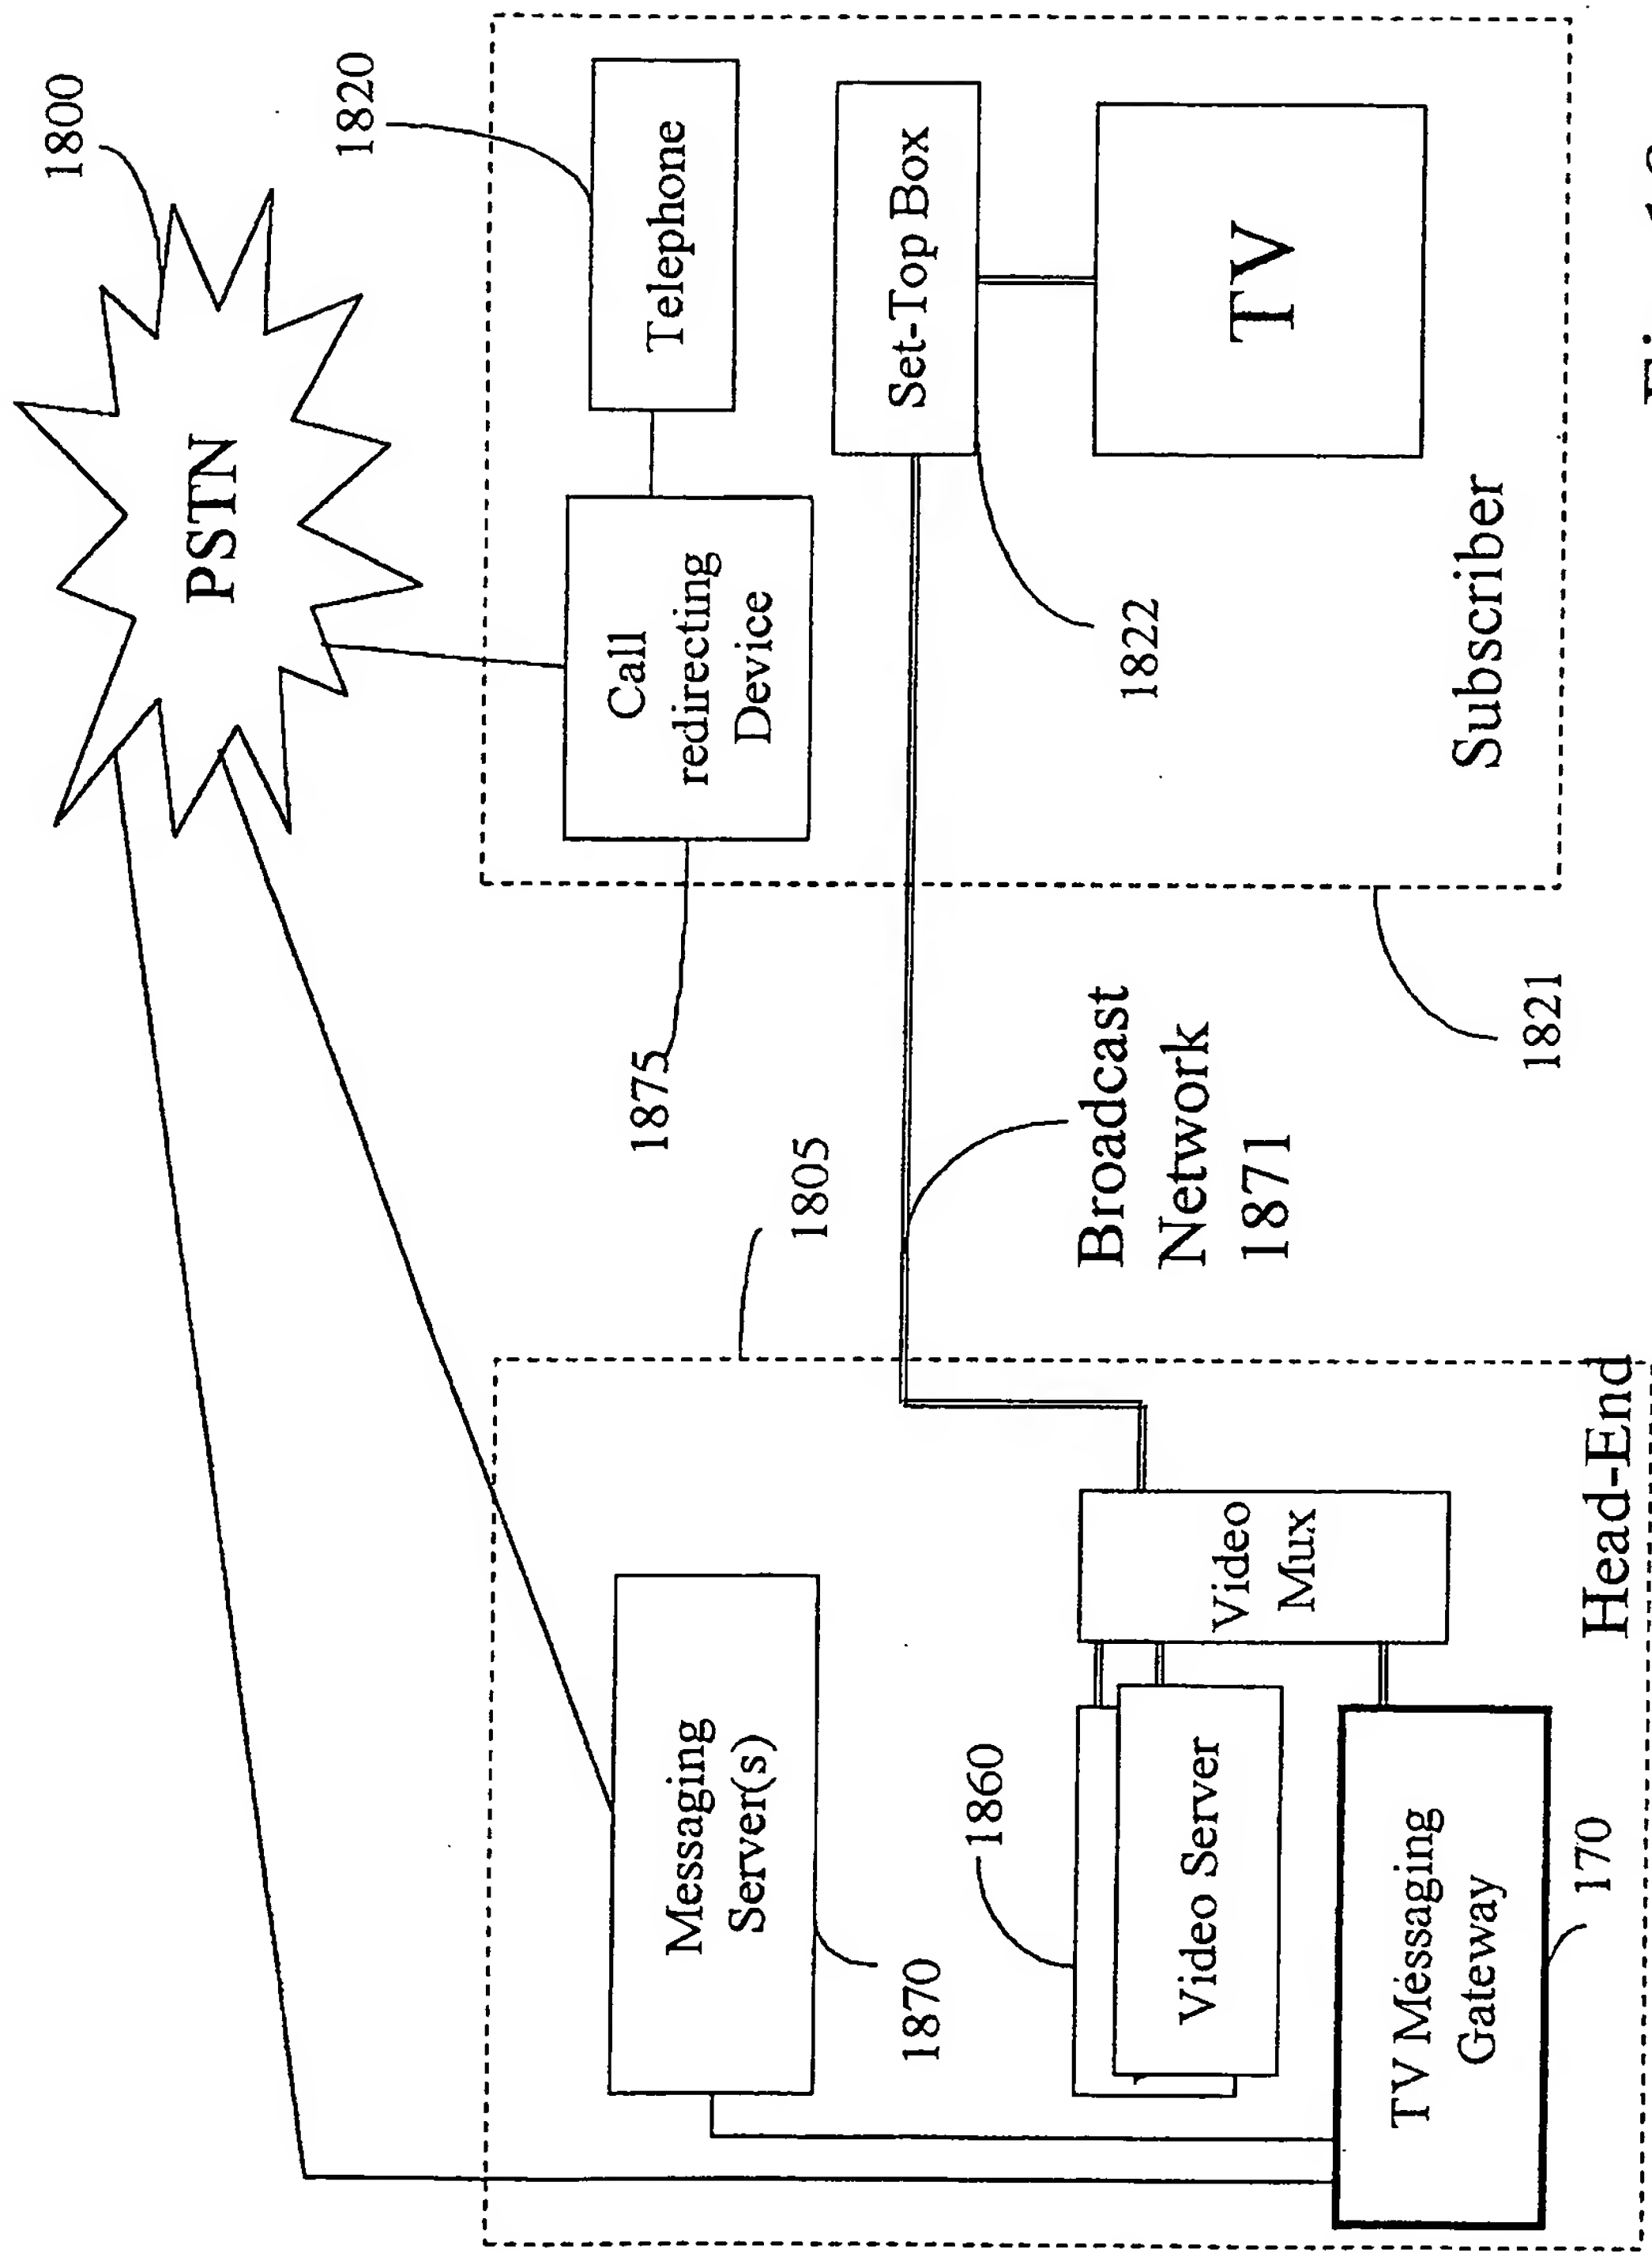 1800
PSTN
1820
Telephone
Call
redirecting
Device
1875
Set-Top Box
1822
TV
Subscriber
1821
1805
Broadcast
Network
1871
Messaging
Server(s)
1870
1860
Video Server
Video
Mux
TV Messaging
Gateway
170
Head-End